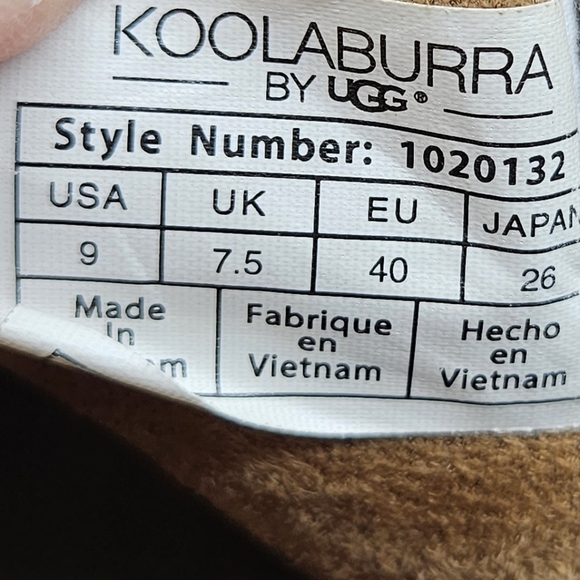 KOOLABURRA
BY UGG®
Style Number: 1020132
USA UK EU JAPAN
9 7.5 40 26
Made
In
Fabrique
en
Vietnam
Hecho
en
Vietnam